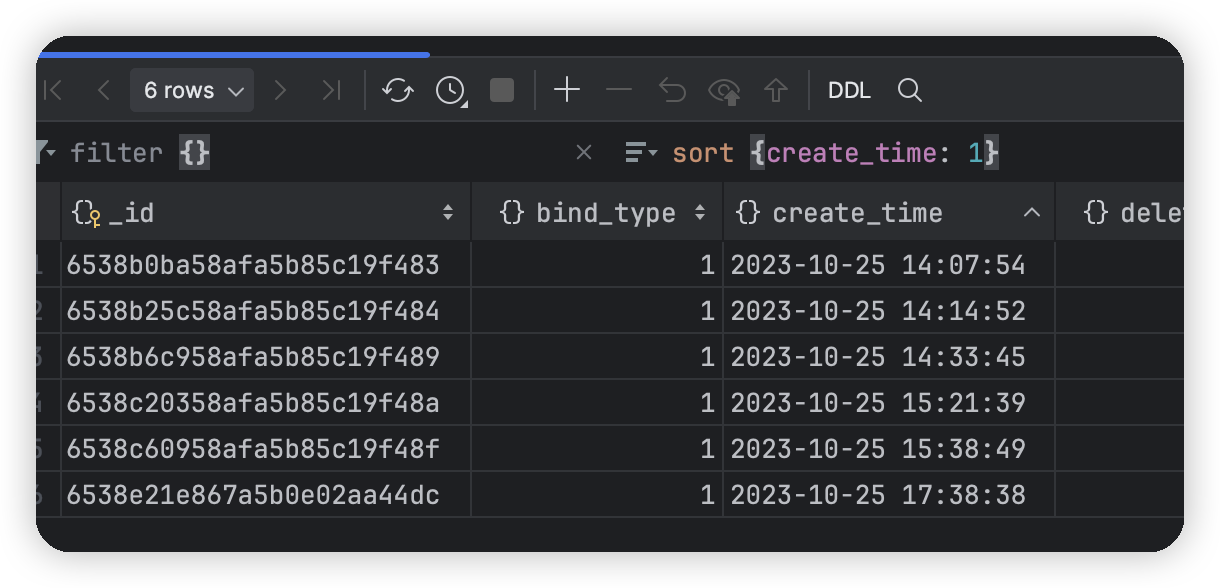 6 rows DDL
filter {} sort {create_time: 1}
_id bind_type create_time dele
1 6538b0ba58afa5b85c19f483 1 2023-10-25 14:07:54
2 6538b25c58afa5b85c19f484 1 2023-10-25 14:14:52
3 6538b6c958afa5b85c19f489 1 2023-10-25 14:33:45
4 6538c20358afa5b85c19f48a 1 2023-10-25 15:21:39
5 6538c60958afa5b85c19f48f 1 2023-10-25 15:38:49
6 6538e21e867a5b0e02aa44dc 1 2023-10-25 17:38:38